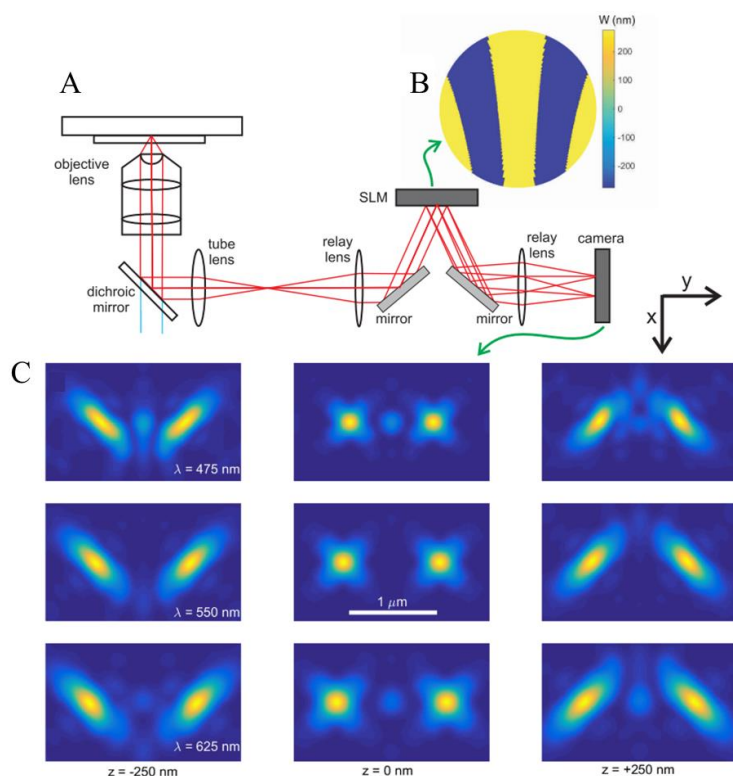 A
B
W (nm)
200
100
0
-100
-200
objective
lens
SLM
tube
lens
relay
lens
relay
lens
camera
dichroic
mirror
mirror
mirror
y
x
C
λ = 475 nm
λ = 550 nm
1 μm
λ = 625 nm
z = -250 nm
z = 0 nm
z = +250 nm